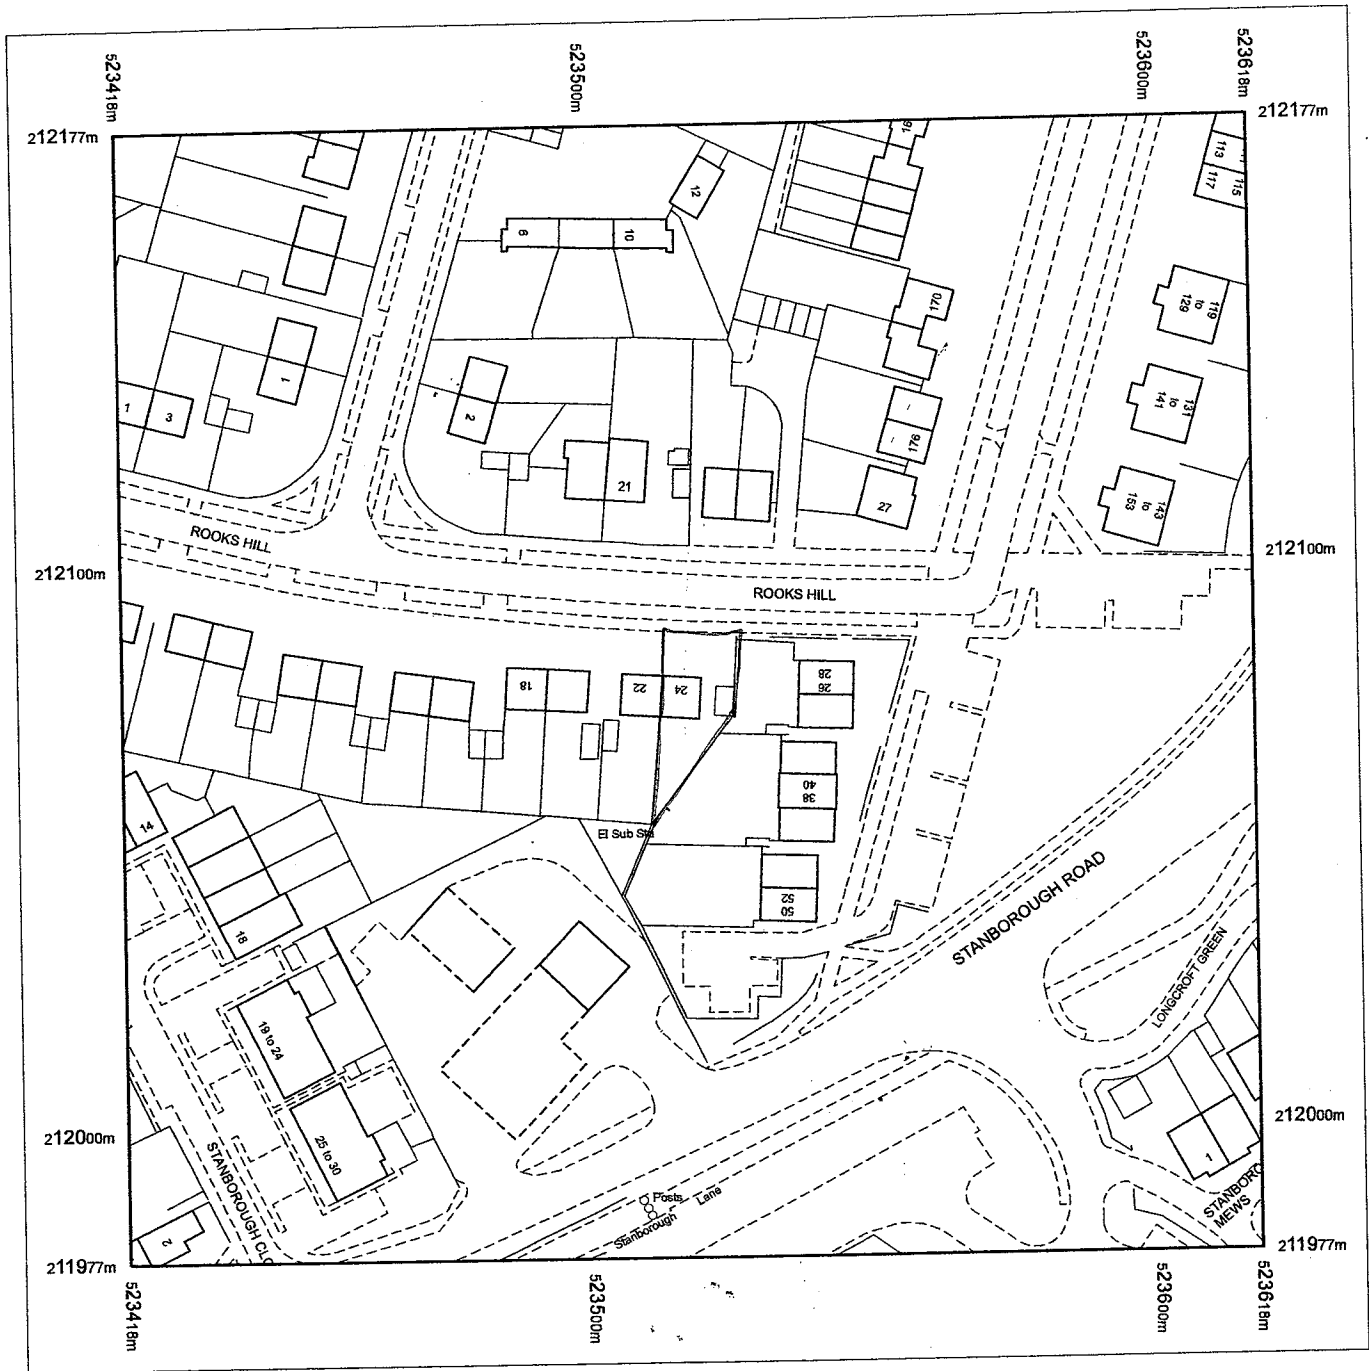 523418m
523500m
523600m
523618m
212177m
212177m
16
113
115
117
12
6
10
170
119
to
129
1
131
to
141
1
3
2
176
21
27
143
to
153
ROOKS HILL
212100m
212100m
ROOKS HILL
28
26
18
22
24
40
38
14
El Sub Sta
52
50
18
STANBOROUGH ROAD
LONGCROFT GREEN
19 to 24
212000m
212000m
25 to 30
1
STANBOROUGH CLO
Posts
Stanborough Lane
STANBORO
MEWS
2
211977m
211977m
523418m
523500m
523600m
523618m